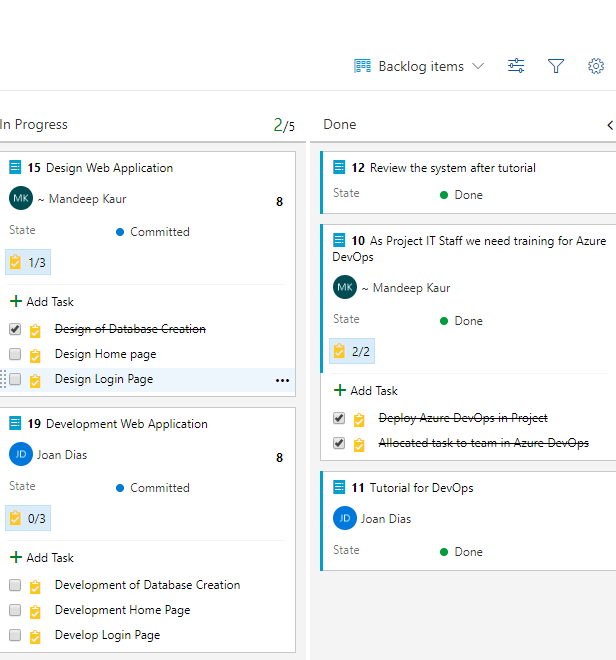 Backlog items
In Progress
2/5
15 Design Web Application
MK ~ Mandeep Kaur
8
State
Committed
1/3
+ Add Task
Design of Database Creation
Design Home page
Design Login Page
...
19 Development Web Application
JD Joan Dias
8
State
Committed
0/3
+ Add Task
Development of Database Creation
Development Home Page
Develop Login Page
Done
12 Review the system after tutorial
State
Done
10 As Project IT Staff we need training for Azure
DevOps
MK ~ Mandeep Kaur
State
Done
2/2
+ Add Task
Deploy Azure DevOps in Project
Allocated task to team in Azure DevOps
11 Tutorial for DevOps
JD Joan Dias
State
Done